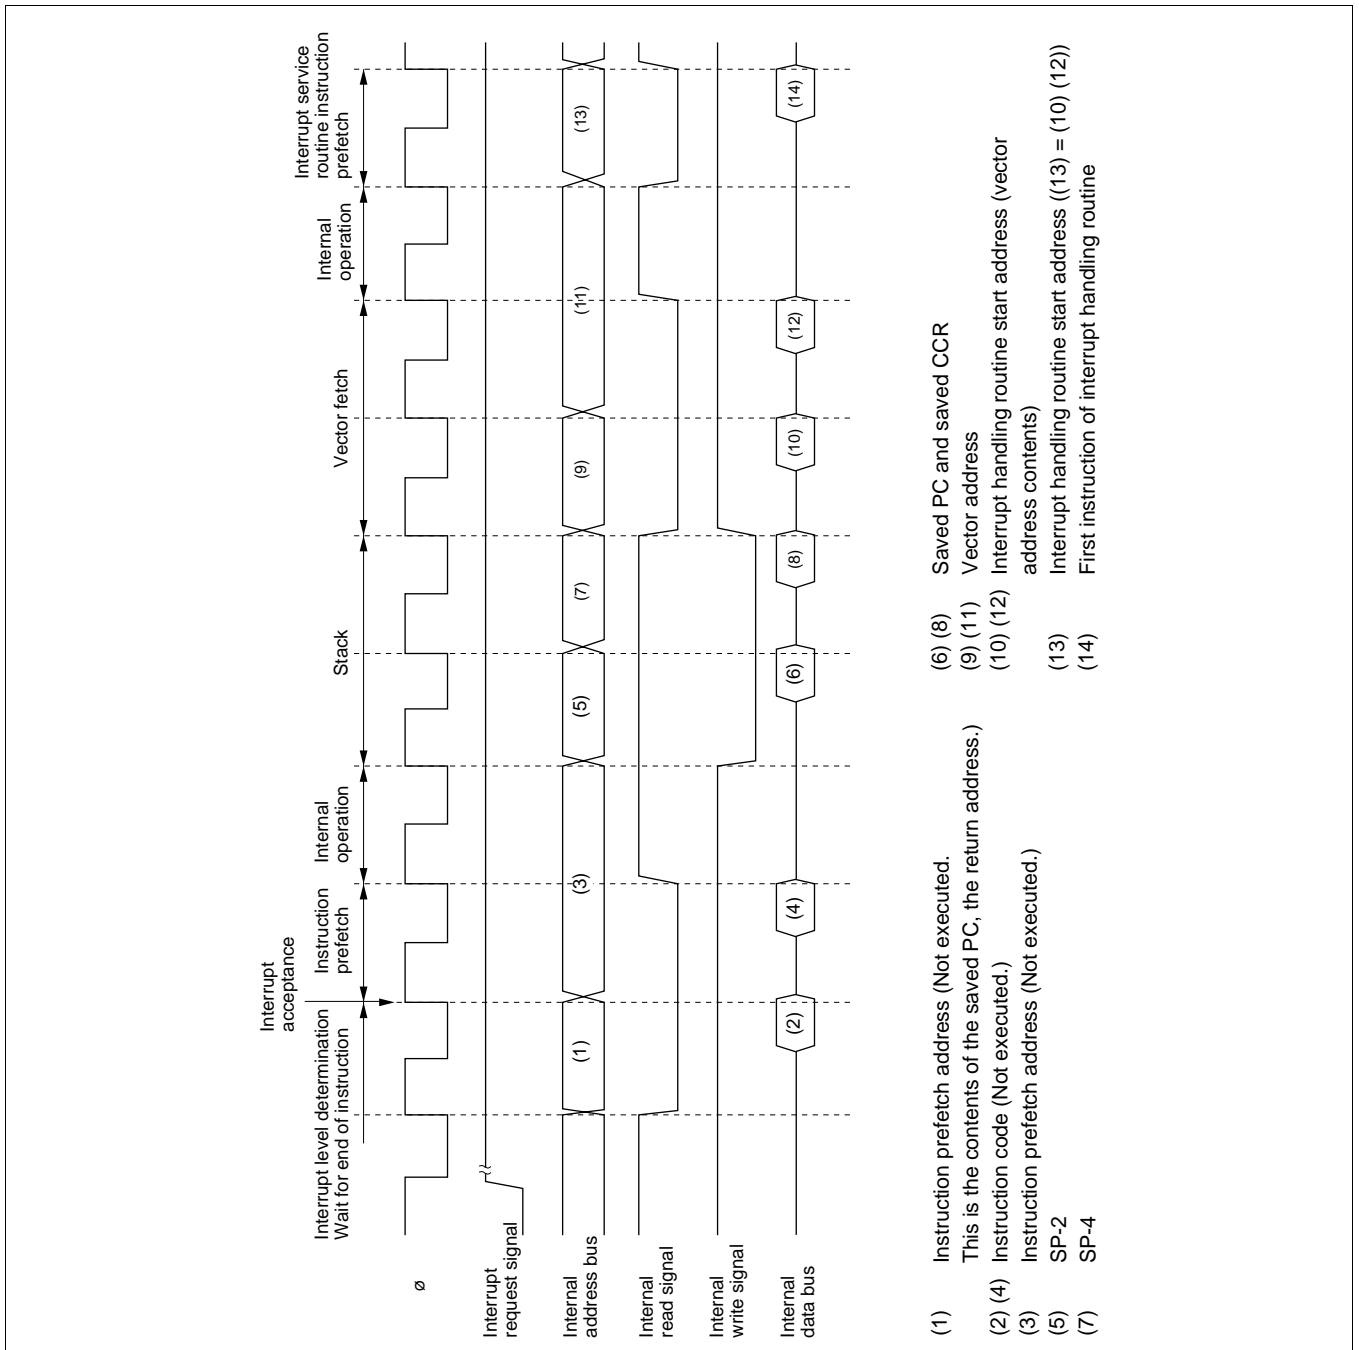 Interrupt
acceptance
Interrupt level determination
Wait for end of instruction
Instruction
prefetch
Internal
operation
Stack
Vector fetch
Internal
operation
Interrupt service
routine instruction
prefetch
ø
Interrupt
request signal
Internal
address bus
(1)
(3)
(5)
(7)
(9)
(11)
(13)
Internal
read signal
Internal
write signal
Internal
data bus
(2)
(4)
(6)
(8)
(10)
(12)
(14)
(1) Instruction prefetch address (Not executed.
This is the contents of the saved PC, the return address.)
(2) (4) Instruction code (Not executed.)
(3) Instruction prefetch address (Not executed.)
(5) SP-2
(7) SP-4
(6) (8) Saved PC and saved CCR
(9) (11) Vector address
(10) (12) Interrupt handling routine start address (vector
address contents)
(13) Interrupt handling routine start address ((13) = (10) (12))
(14) First instruction of interrupt handling routine